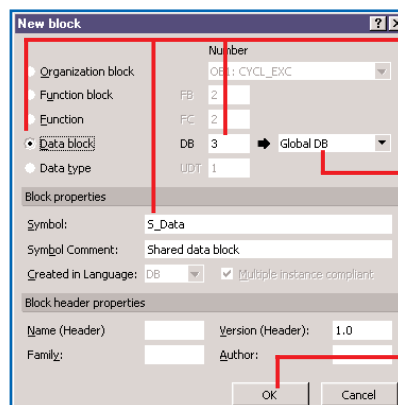 New block
Number
Organization block OB1: CYCL_EXC
Function block FB 2
Function FC 2
Data block DB 3 Global DB
Data type UDT 1
Block properties
Symbol: S_Data
Symbol Comment: Shared data block
Created in Language: DB Multiple instance compliant
Block header properties
Name (Header) Version (Header): 1.0
Family: Author:
OK Cancel